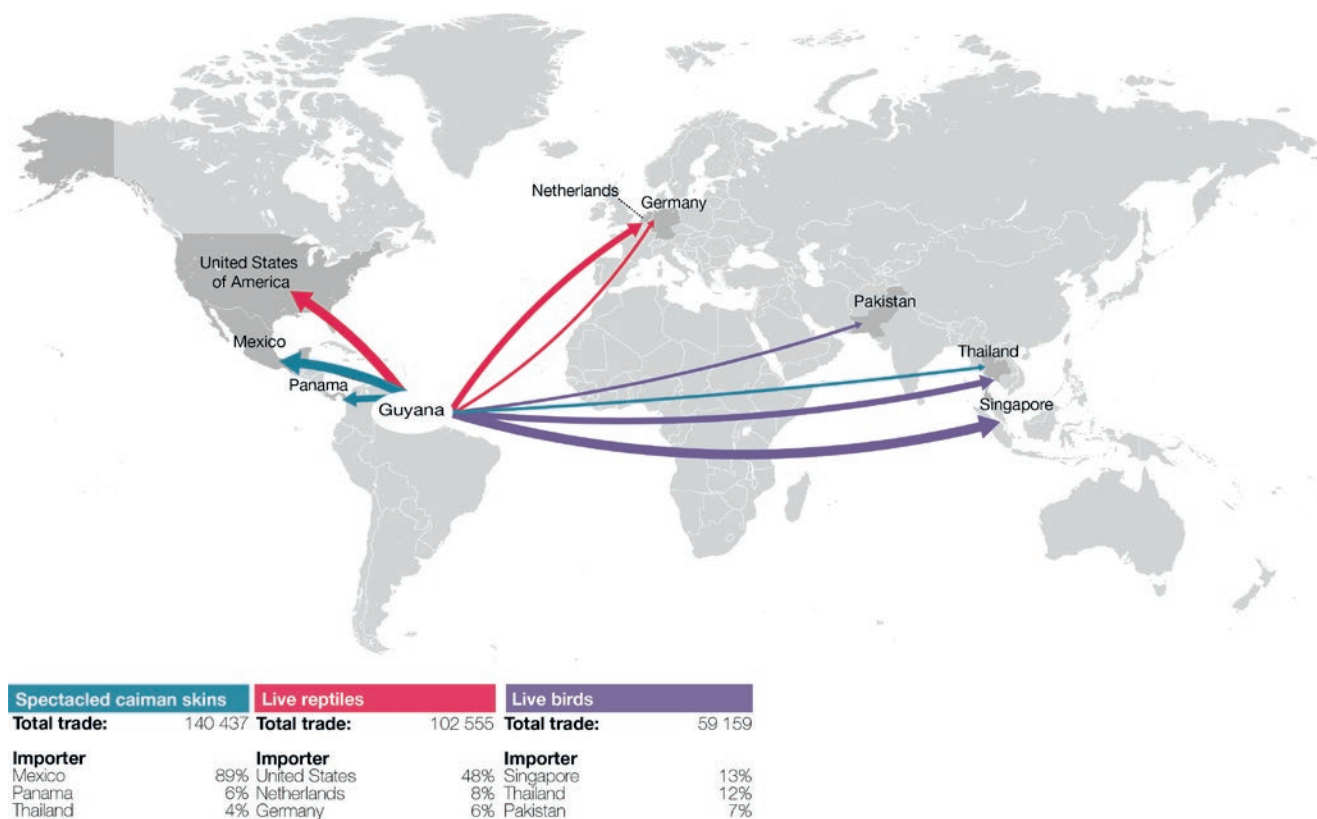 Netherlands
Germany
United States
of America
Pakistan
Mexico
Thailand
Panama
Singapore
Guyana
Spectacled caiman skins Live reptiles Live birds
Total trade: 140 437 Total trade: 102 555 Total trade: 59 159
Importer Importer Importer
Mexico 89% United States 48% Singapore 13%
Panama 6% Netherlands 8% Thailand 12%
Thailand 4% Germany 6% Pakistan 7%